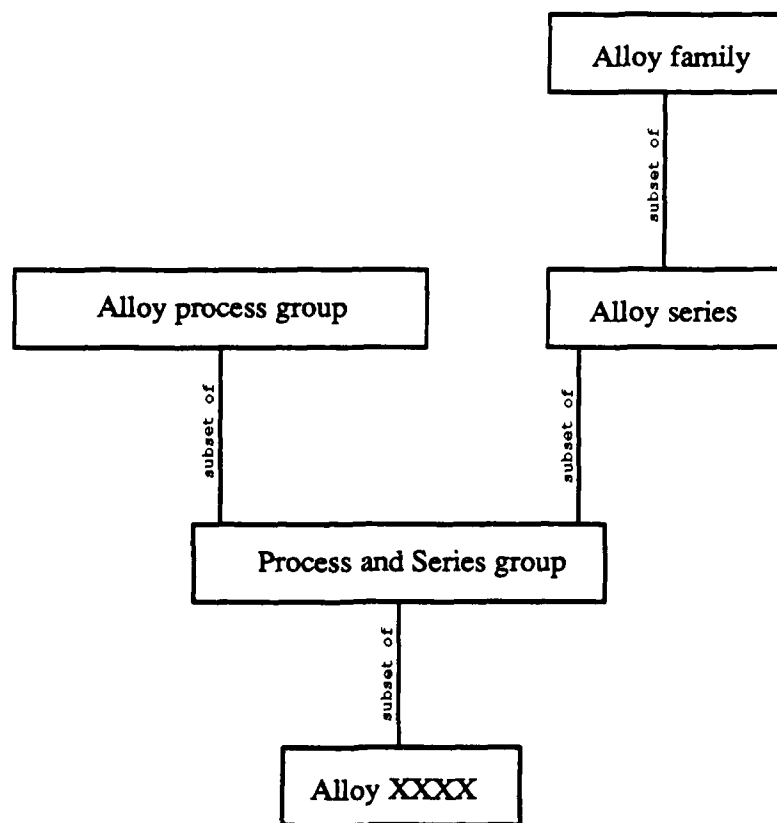 Alloy family
subset of
Alloy process group
Alloy series
subset of
subset of
Process and Series group
subset of
Alloy XXXX